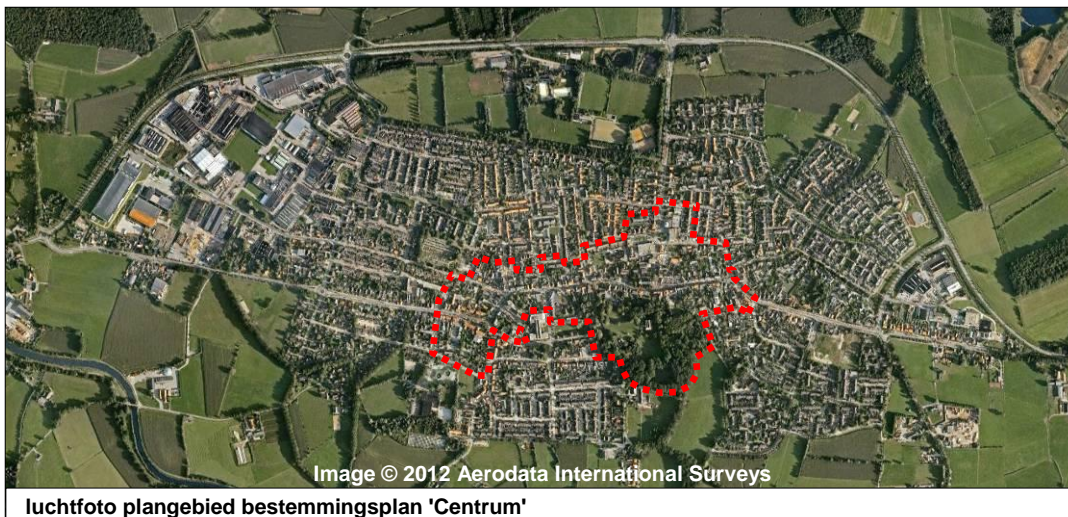 Image © 2012 Aerodata International Surveys
luchtfoto plangebied bestemmingsplan 'Centrum'